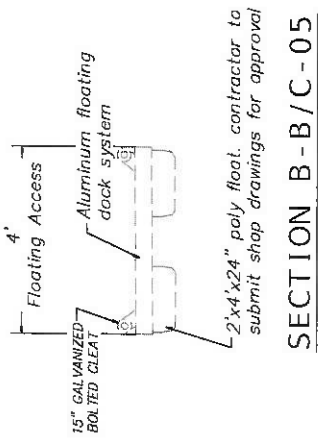 4'
Floating Access
Aluminum floating
dock system
15" GALVANIZED
BOLTED CLEAT
2'x4'x24" poly float. contractor to
submit shop drawings for approval
SECTION B-B/C-05